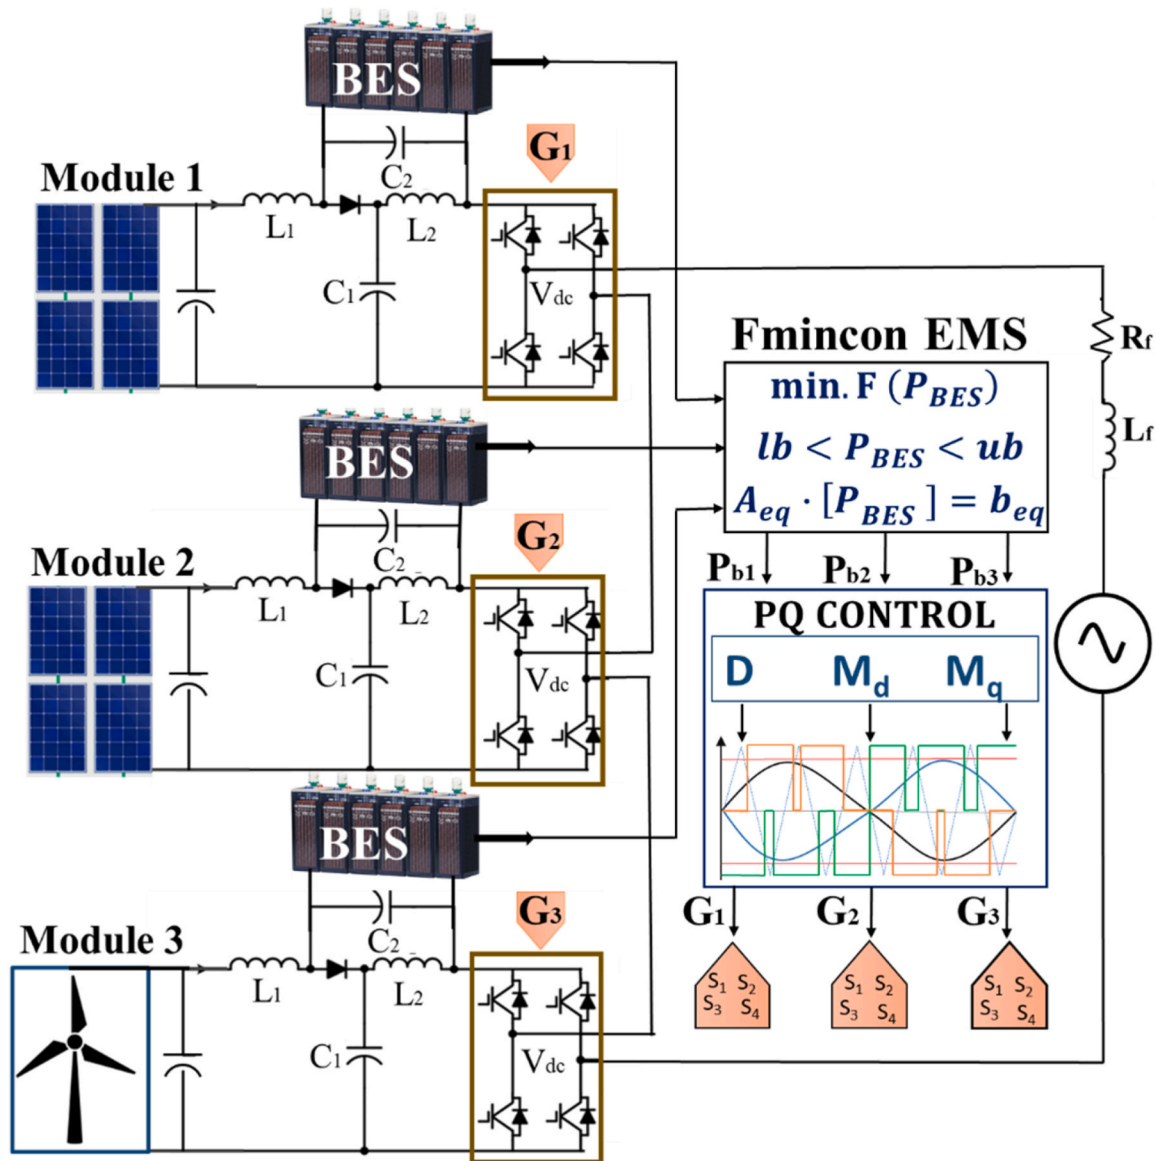 BES
G1
Module 1
C2
L1
L2
C1
Vdc
Rf
Lf
Fmincon EMS
min. F (PBES)
lb < PBES < ub
Aeq · [PBES] = beq
BES
G2
Module 2
C2
L1
L2
C1
Vdc
Pb1
Pb2
Pb3
PQ CONTROL
D
Md
Mq
BES
G3
Module 3
C2
L1
L2
C1
Vdc
G1
G2
G3
S1 S2
S3 S4
S1 S2
S3 S4
S1 S2
S3 S4